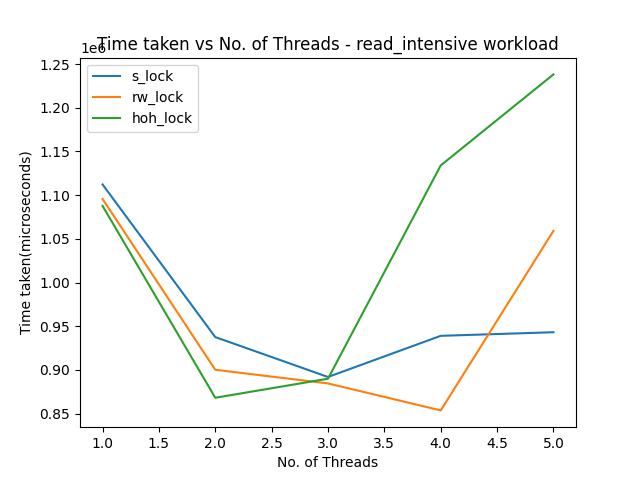 Time taken vs No. of Threads - read_intensive workload
1e6
s_lock
rw_lock
hoh_lock
1.25
1.20
1.15
1.10
1.05
1.00
0.95
0.90
0.85
Time taken(microseconds)
1.0 1.5 2.0 2.5 3.0 3.5 4.0 4.5 5.0
No. of Threads